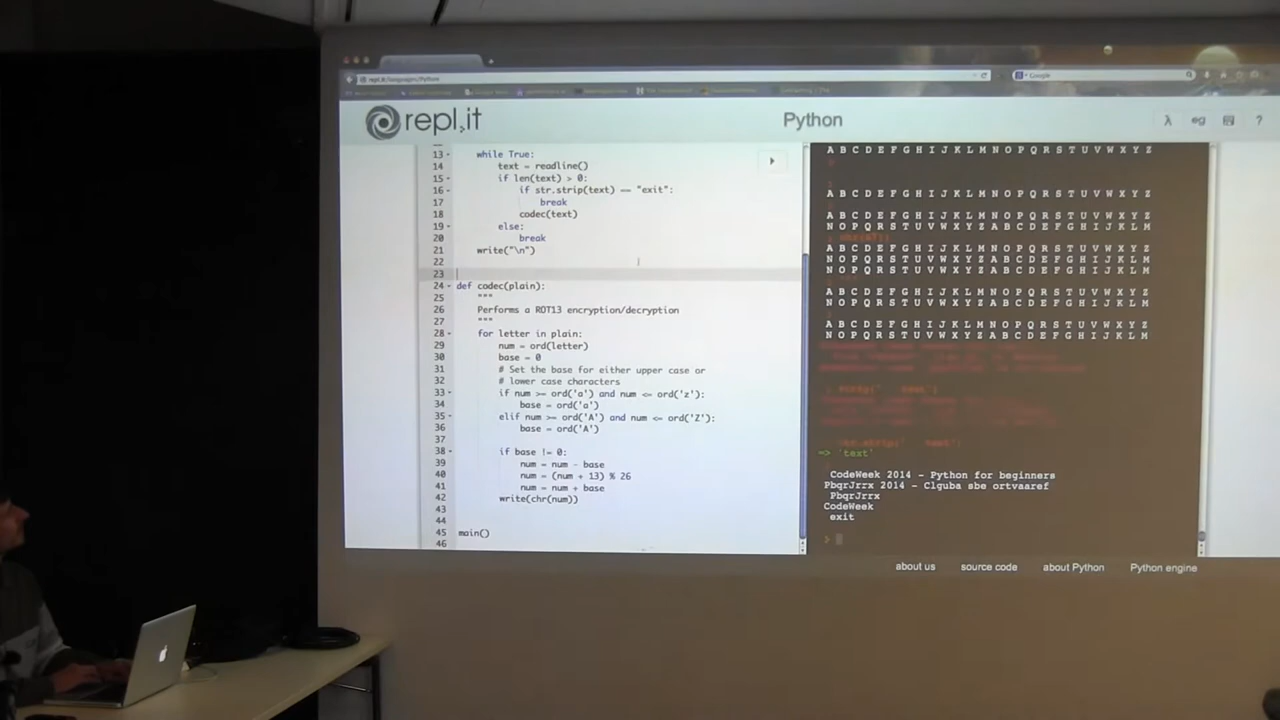 repl.it/languages/Python
Google
repl.it
Python
λ eg ?
13 while True:
14 text = readline()
15 if len(text) > 0:
16 if str.strip(text) == "exit":
17 break
18 codec(text)
19 else:
20 break
21 write("\n")
22
23
24 def codec(plain):
25 """
26 Performs a ROT13 encryption/decryption
27 """
28 for letter in plain:
29 num = ord(letter)
30 base = 0
31 # Set the base for either upper case or
32 # lower case characters
33 if num >= ord('a') and num <= ord('z'):
34 base = ord('a')
35 elif num >= ord('A') and num <= ord('Z'):
36 base = ord('A')
37
38 if base != 0:
39 num = num - base
40 num = (num + 13) % 26
41 num = num + base
42 write(chr(num))
43
44
45 main()
46
A B C D E F G H I J K L M N O P Q R S T U V W X Y Z
A B C D E F G H I J K L M N O P Q R S T U V W X Y Z
A B C D E F G H I J K L M N O P Q R S T U V W X Y Z
N O P Q R S T U V W X Y Z A B C D E F G H I J K L M
A B C D E F G H I J K L M N O P Q R S T U V W X Y Z
N O P Q R S T U V W X Y Z A B C D E F G H I J K L M
N O P Q R S T U V W X Y Z A B C D E F G H I J K L M
A B C D E F G H I J K L M N O P Q R S T U V W X Y Z
N O P Q R S T U V W X Y Z A B C D E F G H I J K L M
A B C D E F G H I J K L M N O P Q R S T U V W X Y Z
N O P Q R S T U V W X Y Z A B C D E F G H I J K L M
=> 'text'
CodeWeek 2014 - Python for beginners
PbqrJrrx 2014 - Clguba sbe ortvaaref
PbqrJrrx
CodeWeek
exit
>
about us source code about Python Python engine